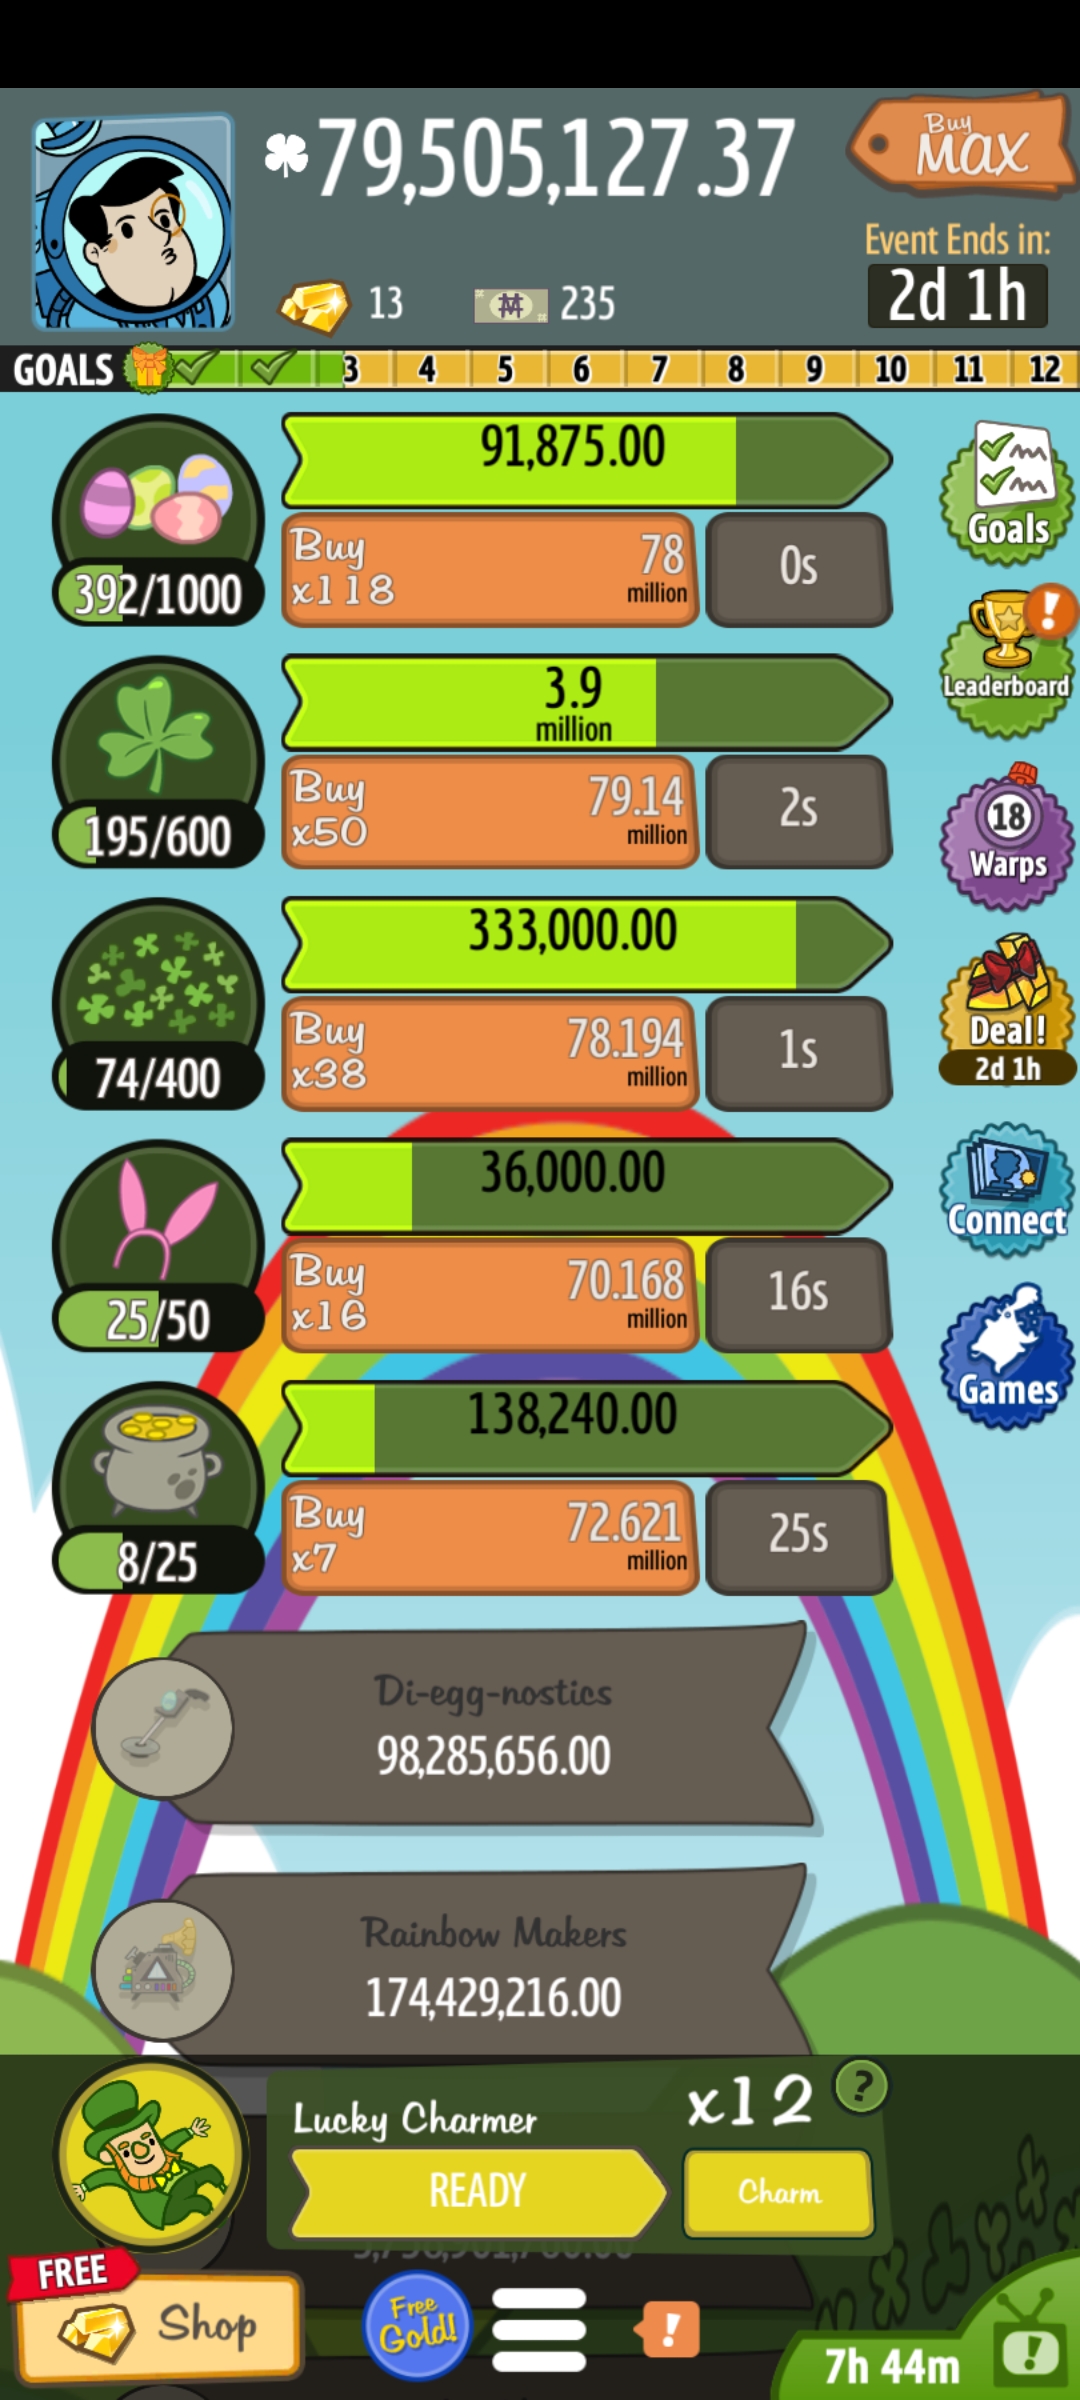 79,505,127.37
Buy
MAX
Event Ends in:
2d 1h
13
235
GOALS
3 4 5 6 7 8 9 10 11 12
91,875.00
392/1000
Buy
x118
78
million
0s
Goals
3.9
million
195/600
Buy
x50
79.14
million
2s
Leaderboard
333,000.00
74/400
Buy
x38
78.194
million
1s
18
Warps
Deal!
2d 1h
36,000.00
25/50
Buy
x16
70.168
million
16s
Connect
138,240.00
8/25
Buy
x7
72.621
million
25s
Games
Di-egg-nostics
98,285,656.00
Rainbow Makers
174,429,216.00
Lucky Charmer
x12
?
READY
Charm
FREE
Shop
Free
Gold!
!
7h 44m
!